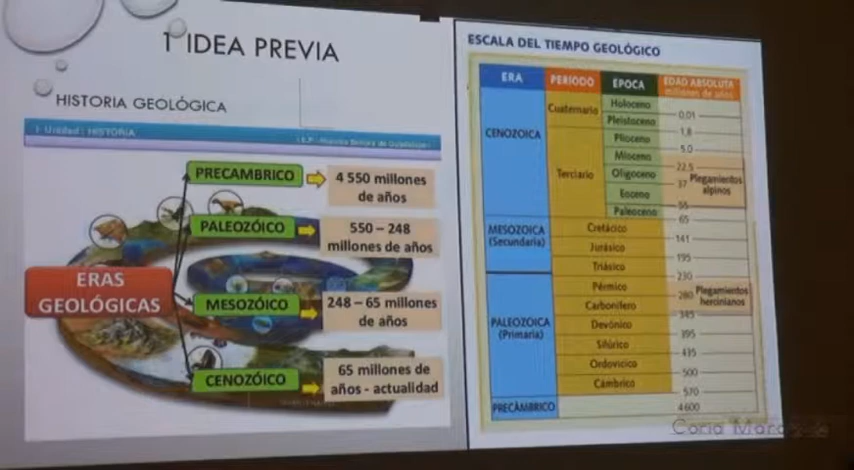 1 IDEA PREVIA
HISTORIA GEOLÓGICA
Unidad : HISTORIA
ERAS
GEOLÓGICAS
PRECAMBRICO
4 550 millones
de años
PALEOZÓICO
550 – 248
millones de años
MESOZÓICO
248 – 65 millones
de años
CENOZÓICO
65 millones de
años - actualidad
ESCALA DEL TIEMPO GEOLÓGICO
ERA PERÍODO EPOCA EDAD ABSOLUTA
millones de años
CENOZOICA
Cuaternario
Holoceno
0,01
Pleistoceno
1,8
Terciario
Plioceno
5,0
Mioceno
22,5
Oligoceno
37
Plegamientos
alpinos
Eoceno
55
Paleoceno
65
MESOZOICA
(Secundaria)
Cretácico
141
Jurásico
195
Triásico
230
PALEOZOICA
(Primaria)
Pérmico
280
Plegamientos
hercinianos
Carbonífero
345
Devónico
395
Silúrico
435
Ordovícico
500
Cámbrico
570
PRECÁMBRICO
4600